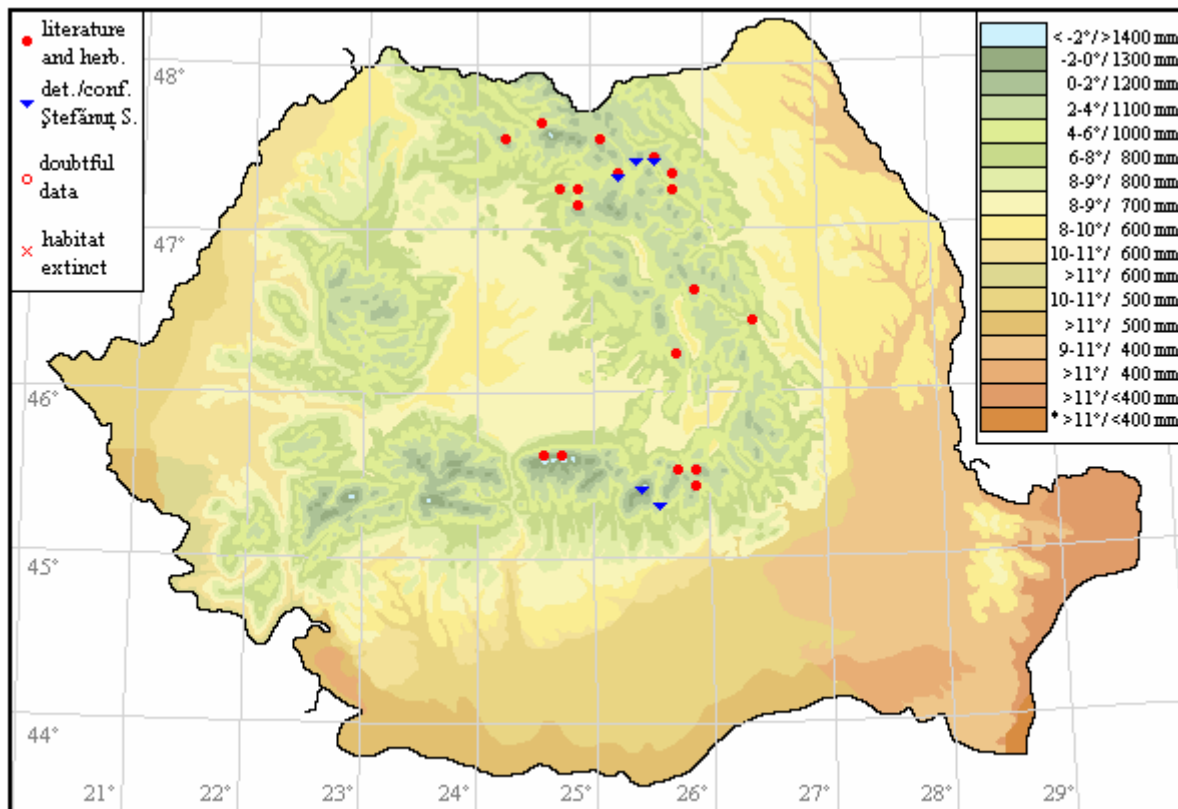 literature
and herb.
det./conf.
Ştefănuţ S.
doubtful
data
habitat
extinct
< -2°/>1400 mm
-2-0°/1300 mm
0-2°/1200 mm
2-4°/1100 mm
4-6°/1000 mm
6-8°/ 800 mm
8-9°/ 800 mm
8-9°/ 700 mm
8-10°/ 600 mm
10-11°/ 600 mm
>11°/ 600 mm
10-11°/ 500 mm
>11°/ 500 mm
9-11°/ 400 mm
>11°/ 400 mm
>11°/<400 mm
* >11°/<400 mm
48°
47°
46°
45°
44°
21° 22° 23° 24° 25° 26° 27° 28° 29°